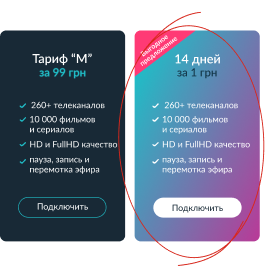 Тариф “M”
за 99 грн
260+ телеканалов
10 000 фильмов
и сериалов
HD и FullHD качество
пауза, запись и
перемотка эфира
Подключить
Выгодное
предложение
14 дней
за 1 грн
260+ телеканалов
10 000 фильмов
и сериалов
HD и FullHD качество
пауза, запись и
перемотка эфира
Подключить